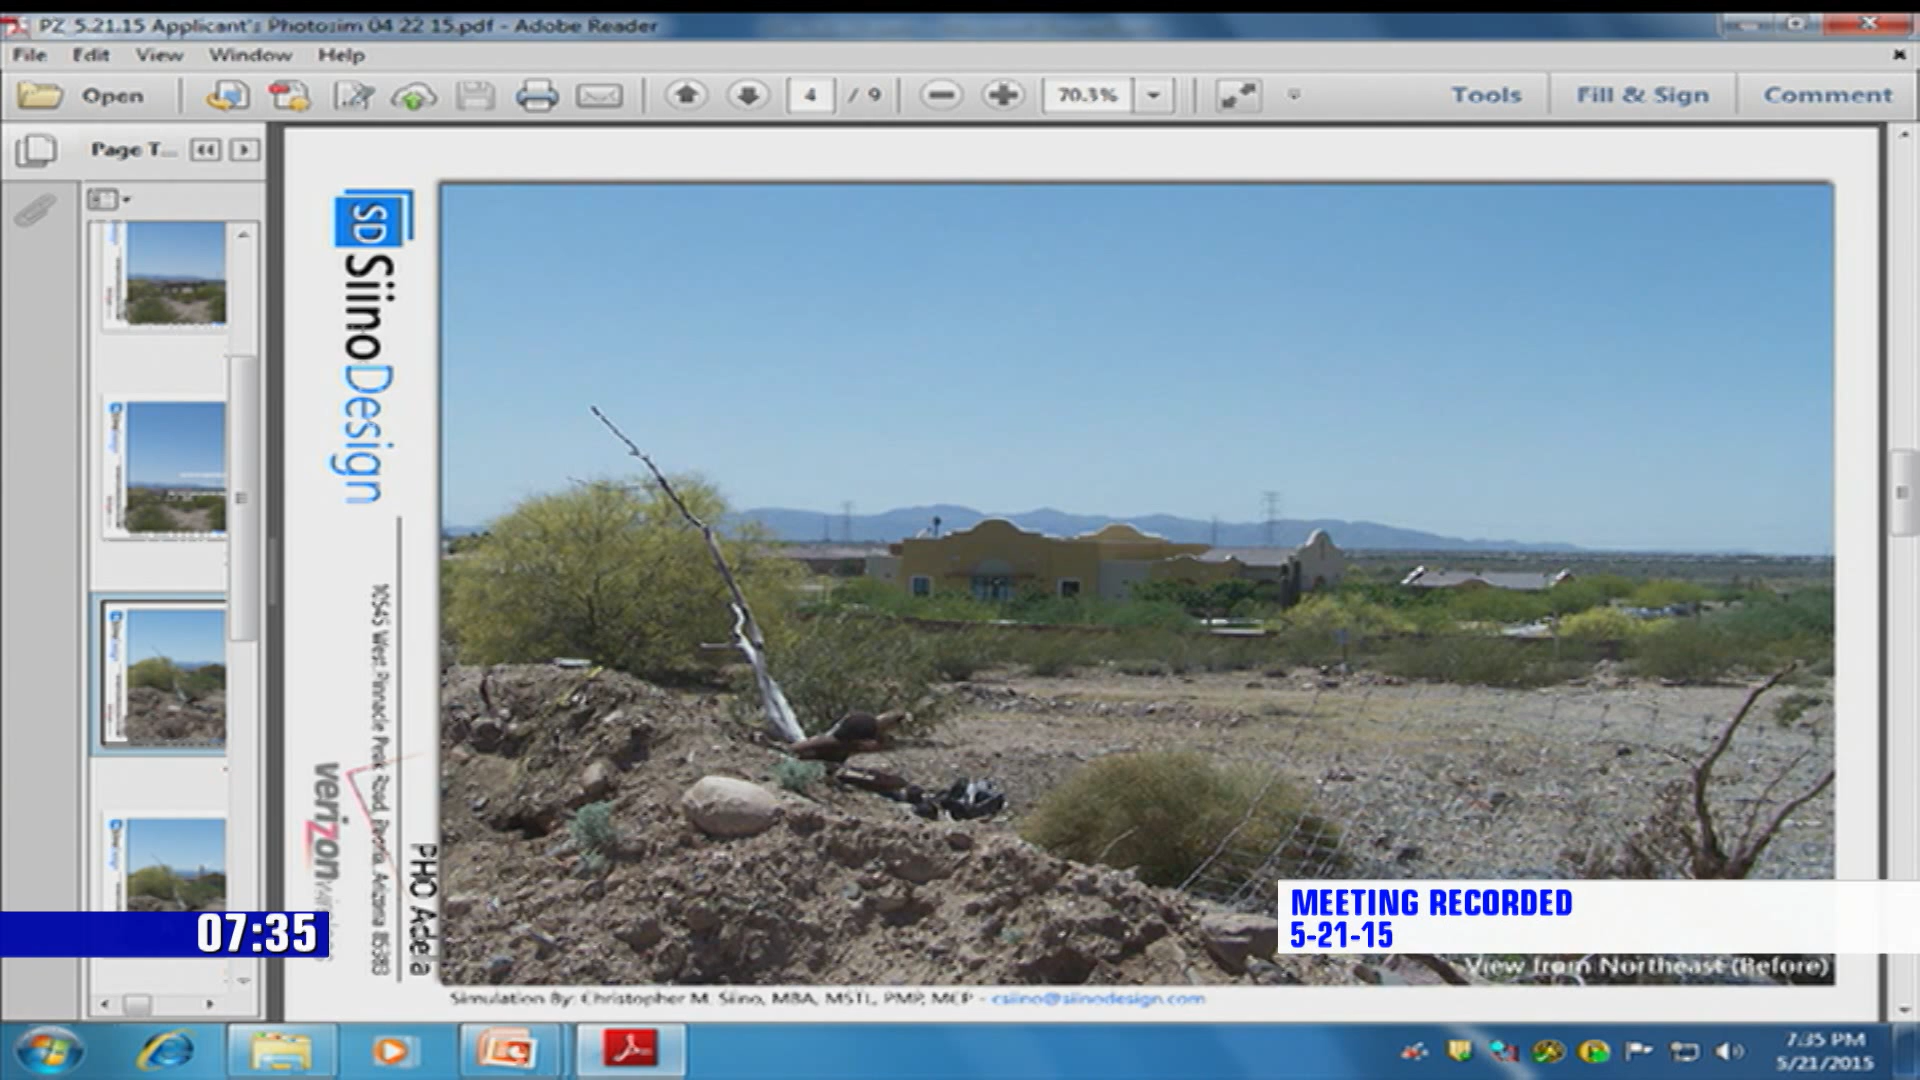 PZ_5.21.15 Applicant's Photosim 04 22 15.pdf - Adobe Reader
File Edit View Window Help
Open 4 / 9 70.3% Tools Fill & Sign Comment
Page T...
SD
SiinoDesign
10545 West Pinnacle Peak Road, Peoria, Arizona 85383
verizon
PHO Adela
07:35
MEETING RECORDED
5-21-15
View from Northeast (Before)
Simulation By: Christopher M. Siino, MBA, MSTL, PMP, MCP - csiino@siinodesign.com
7:35 PM
5/21/2015